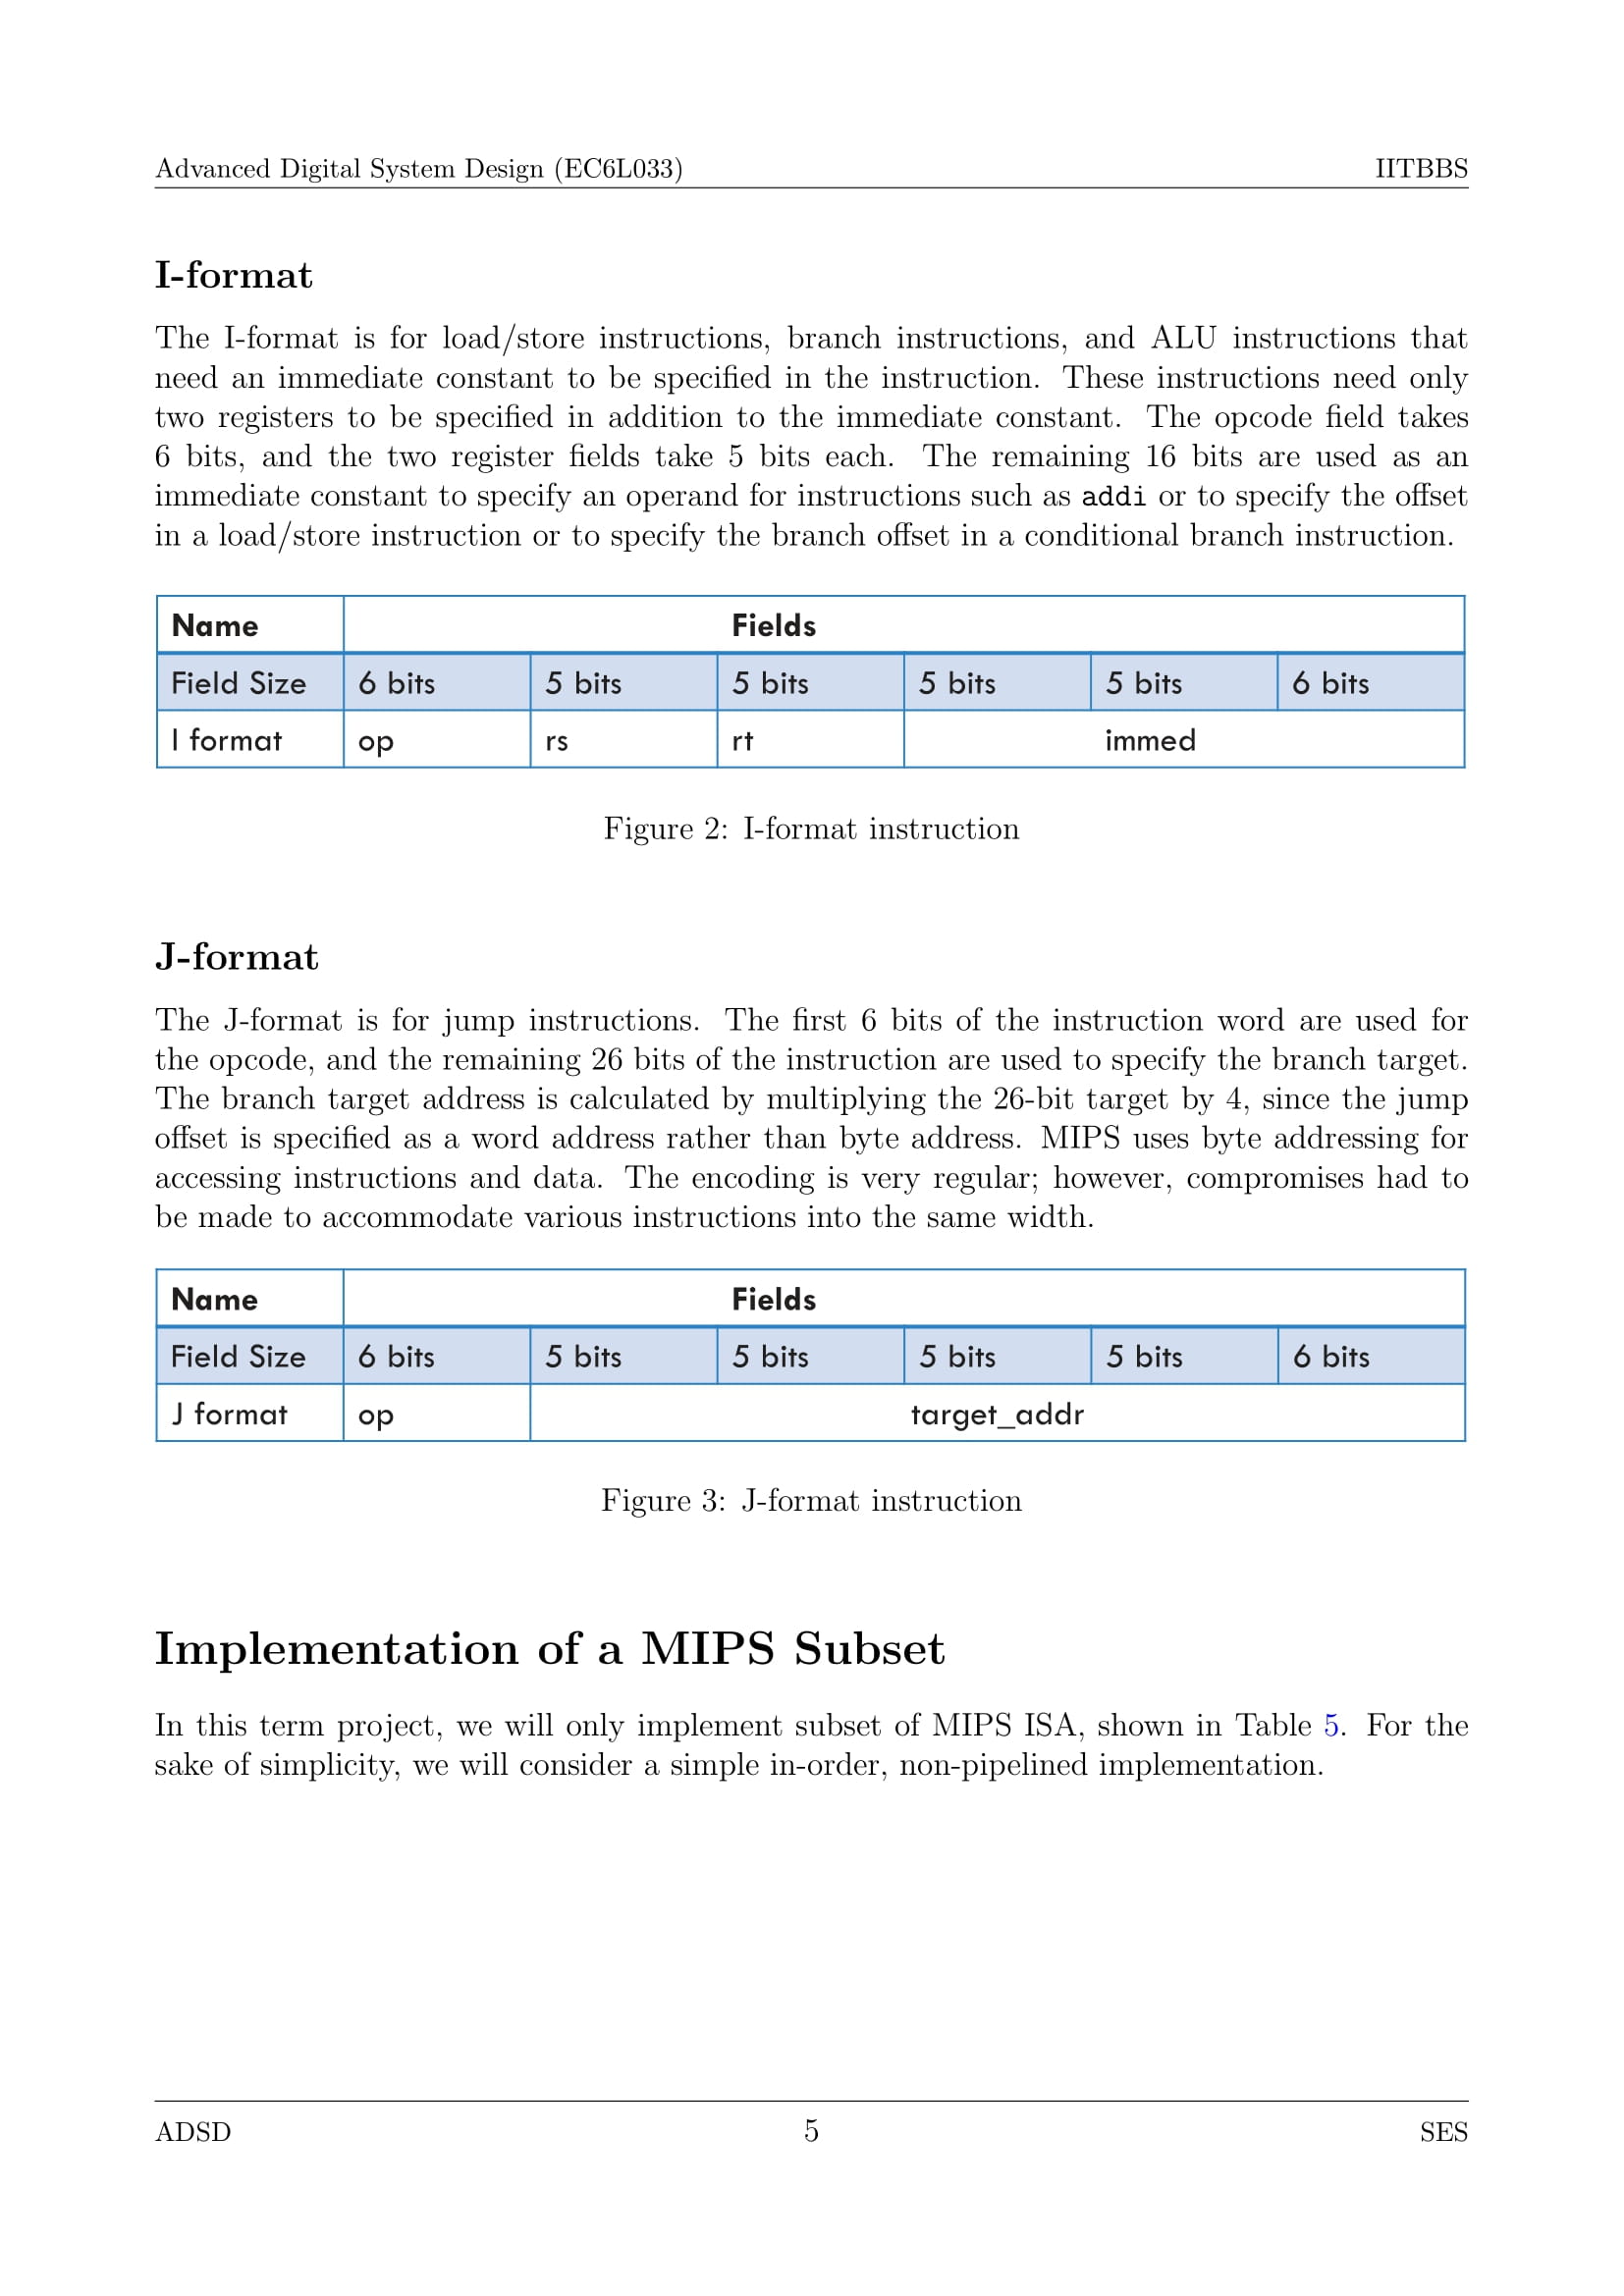 Advanced Digital System Design (EC6L033) IITBBS
I-format
The I-format is for load/store instructions, branch instructions, and ALU instructions that
need an immediate constant to be specified in the instruction. These instructions need only
two registers to be specified in addition to the immediate constant. The opcode field takes
6 bits, and the two register fields take 5 bits each. The remaining 16 bits are used as an
immediate constant to specify an operand for instructions such as addi or to specify the offset
in a load/store instruction or to specify the branch offset in a conditional branch instruction.
Name Fields
Field Size 6 bits 5 bits 5 bits 5 bits 5 bits 6 bits
I format op rs rt immed
Figure 2: I-format instruction
J-format
The J-format is for jump instructions. The first 6 bits of the instruction word are used for
the opcode, and the remaining 26 bits of the instruction are used to specify the branch target.
The branch target address is calculated by multiplying the 26-bit target by 4, since the jump
offset is specified as a word address rather than byte address. MIPS uses byte addressing for
accessing instructions and data. The encoding is very regular; however, compromises had to
be made to accommodate various instructions into the same width.
Name Fields
Field Size 6 bits 5 bits 5 bits 5 bits 5 bits 6 bits
J format op target_addr
Figure 3: J-format instruction
Implementation of a MIPS Subset
In this term project, we will only implement subset of MIPS ISA, shown in Table 5. For the
sake of simplicity, we will consider a simple in-order, non-pipelined implementation.
ADSD 5 SES